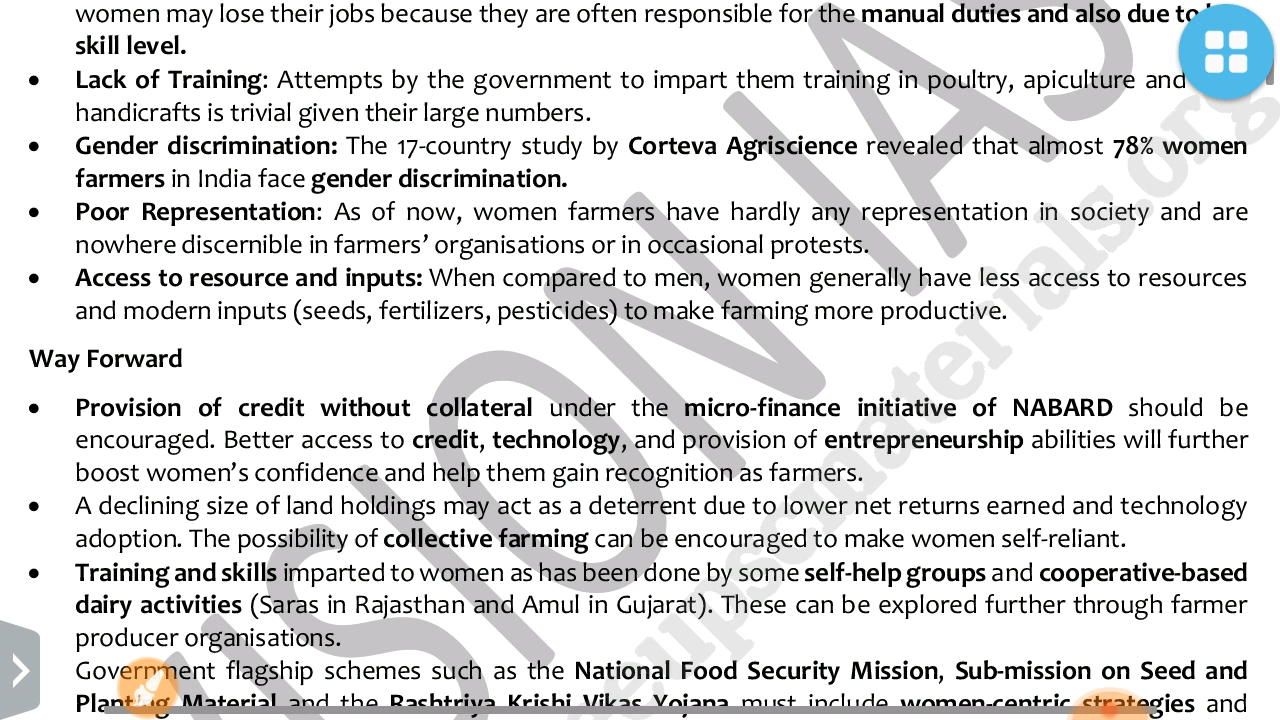 women may lose their jobs because they are often responsible for the manual duties and also due to
skill level.
• Lack of Training: Attempts by the government to impart them training in poultry, apiculture and
handicrafts is trivial given their large numbers.
• Gender discrimination: The 17-country study by Corteva Agriscience revealed that almost 78% women
farmers in India face gender discrimination.
• Poor Representation: As of now, women farmers have hardly any representation in society and are
nowhere discernible in farmers’ organisations or in occasional protests.
• Access to resource and inputs: When compared to men, women generally have less access to resources
and modern inputs (seeds, fertilizers, pesticides) to make farming more productive.
Way Forward
• Provision of credit without collateral under the micro-finance initiative of NABARD should be
encouraged. Better access to credit, technology, and provision of entrepreneurship abilities will further
boost women’s confidence and help them gain recognition as farmers.
• A declining size of land holdings may act as a deterrent due to lower net returns earned and technology
adoption. The possibility of collective farming can be encouraged to make women self-reliant.
• Training and skills imparted to women as has been done by some self-help groups and cooperative-based
dairy activities (Saras in Rajasthan and Amul in Gujarat). These can be explored further through farmer
producer organisations.
Government flagship schemes such as the National Food Security Mission, Sub-mission on Seed and
Planting Material and the Rashtriya Krishi Vikas Yojana must include women-centric strategies and
VISION IAS
upscmaterials.org